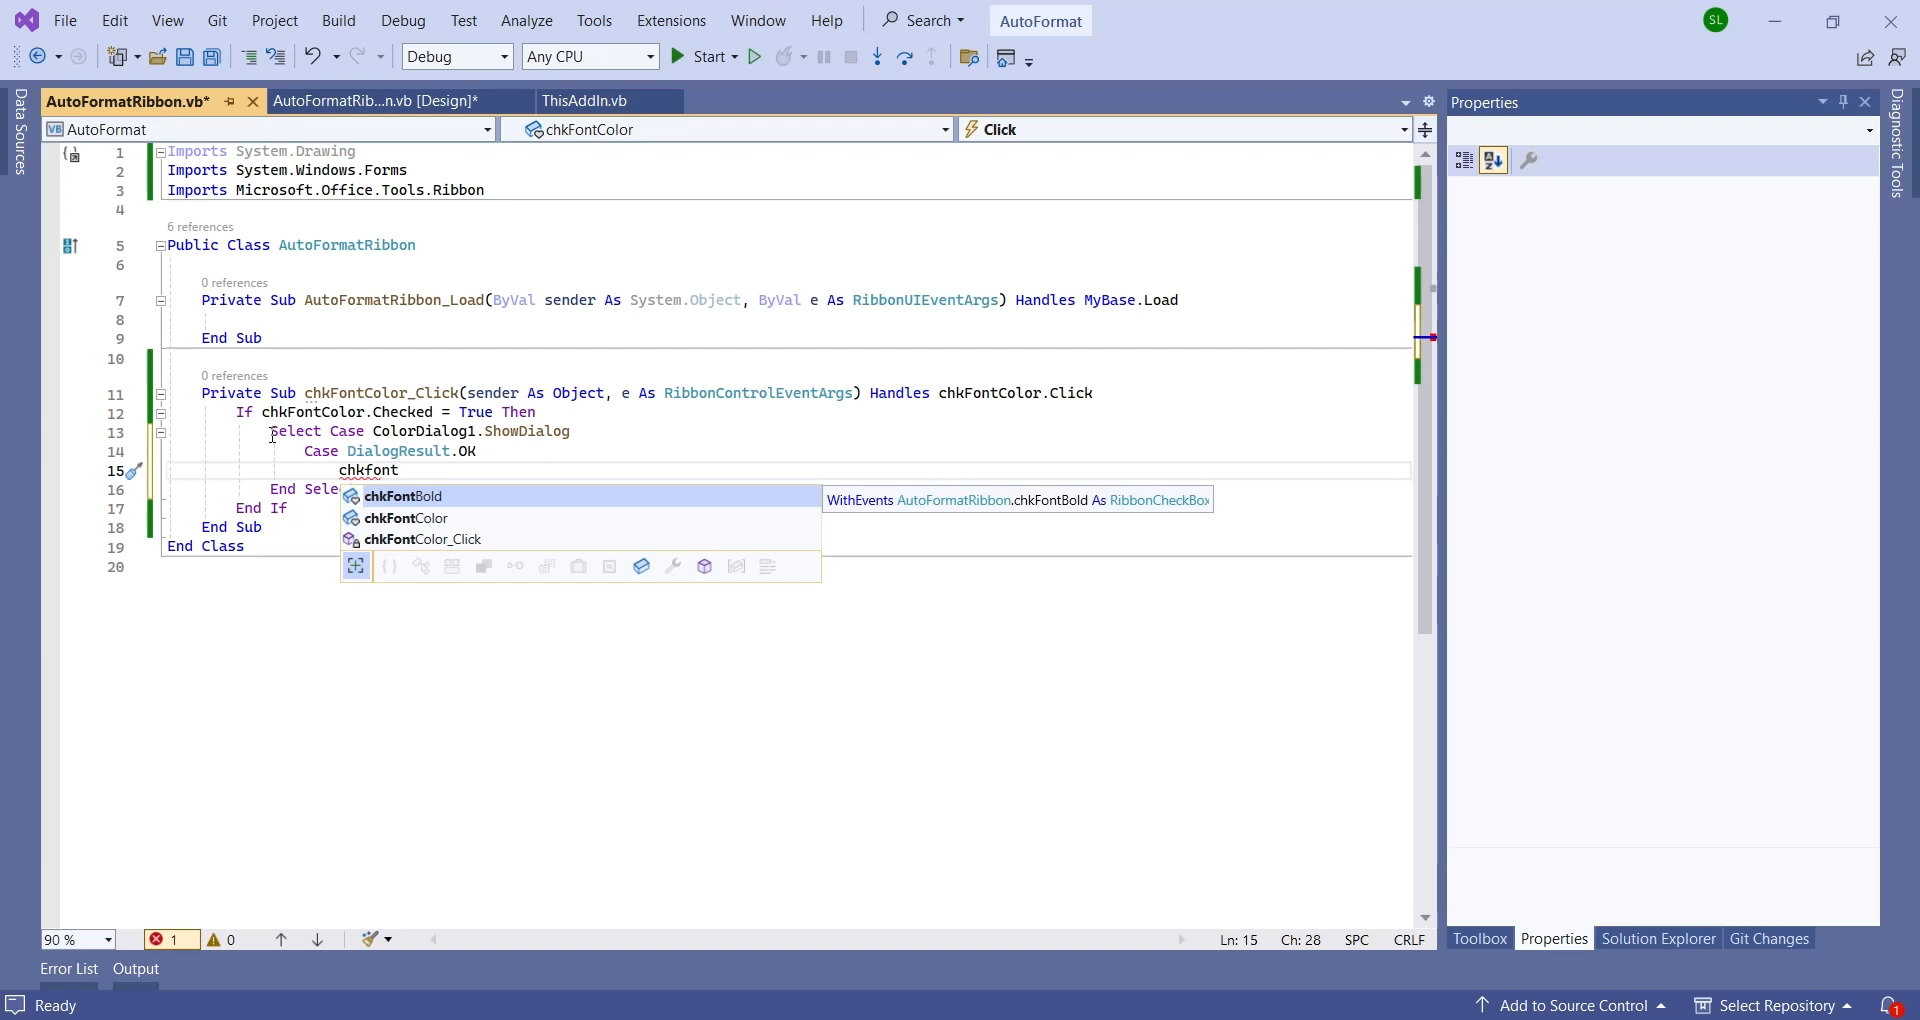 File Edit View Git Project Build Debug Test Analyze Tools Extensions Window Help Search AutoFormat SL
Debug Any CPU Start
Data Sources
AutoFormatRibbon.vb* AutoFormatRib...n.vb [Design]* ThisAddIn.vb
Properties
Diagnostic Tools
VB AutoFormat chkFontColor Click
1 Imports System.Drawing
2 Imports System.Windows.Forms
3 Imports Microsoft.Office.Tools.Ribbon
4
6 references
5 Public Class AutoFormatRibbon
6
0 references
7 Private Sub AutoFormatRibbon_Load(ByVal sender As System.Object, ByVal e As RibbonUIEventArgs) Handles MyBase.Load
8
9 End Sub
10
0 references
11 Private Sub chkFontColor_Click(sender As Object, e As RibbonControlEventArgs) Handles chkFontColor.Click
12 If chkFontColor.Checked = True Then
13 Select Case ColorDialog1.ShowDialog
14 Case DialogResult.OK
15 chkfont
16 End Sele
chkFontBold
WithEvents AutoFormatRibbon.chkFontBold As RibbonCheckBox
17 End If
chkFontColor
18 End Sub
chkFontColor_Click
19 End Class
20
90 % 1 0 Ln: 15 Ch: 28 SPC CRLF
Toolbox Properties Solution Explorer Git Changes
Error List Output
Ready Add to Source Control Select Repository 1